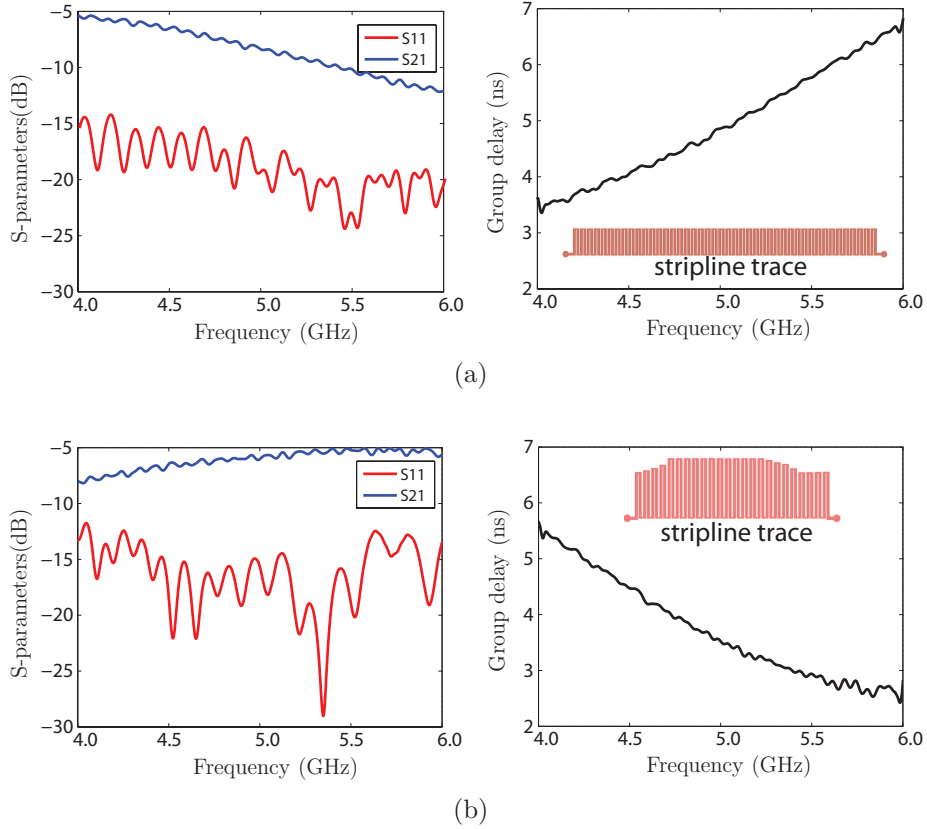 −5
−10
−15
−20
−25
−30
S-parameters(dB)
S11
S21
4.0 4.5 5.0 5.5 6.0
Frequency (GHz)
7
6
5
4
3
2
Group delay (ns)
stripline trace
4.0 4.5 5.0 5.5 6.0
Frequency (GHz)
(a)
−5
−10
−15
−20
−25
−30
S-parameters(dB)
S11
S21
4.0 4.5 5.0 5.5 6.0
Frequency (GHz)
7
6
5
4
3
2
Group delay (ns)
stripline trace
4.0 4.5 5.0 5.5 6.0
Frequency (GHz)
(b)